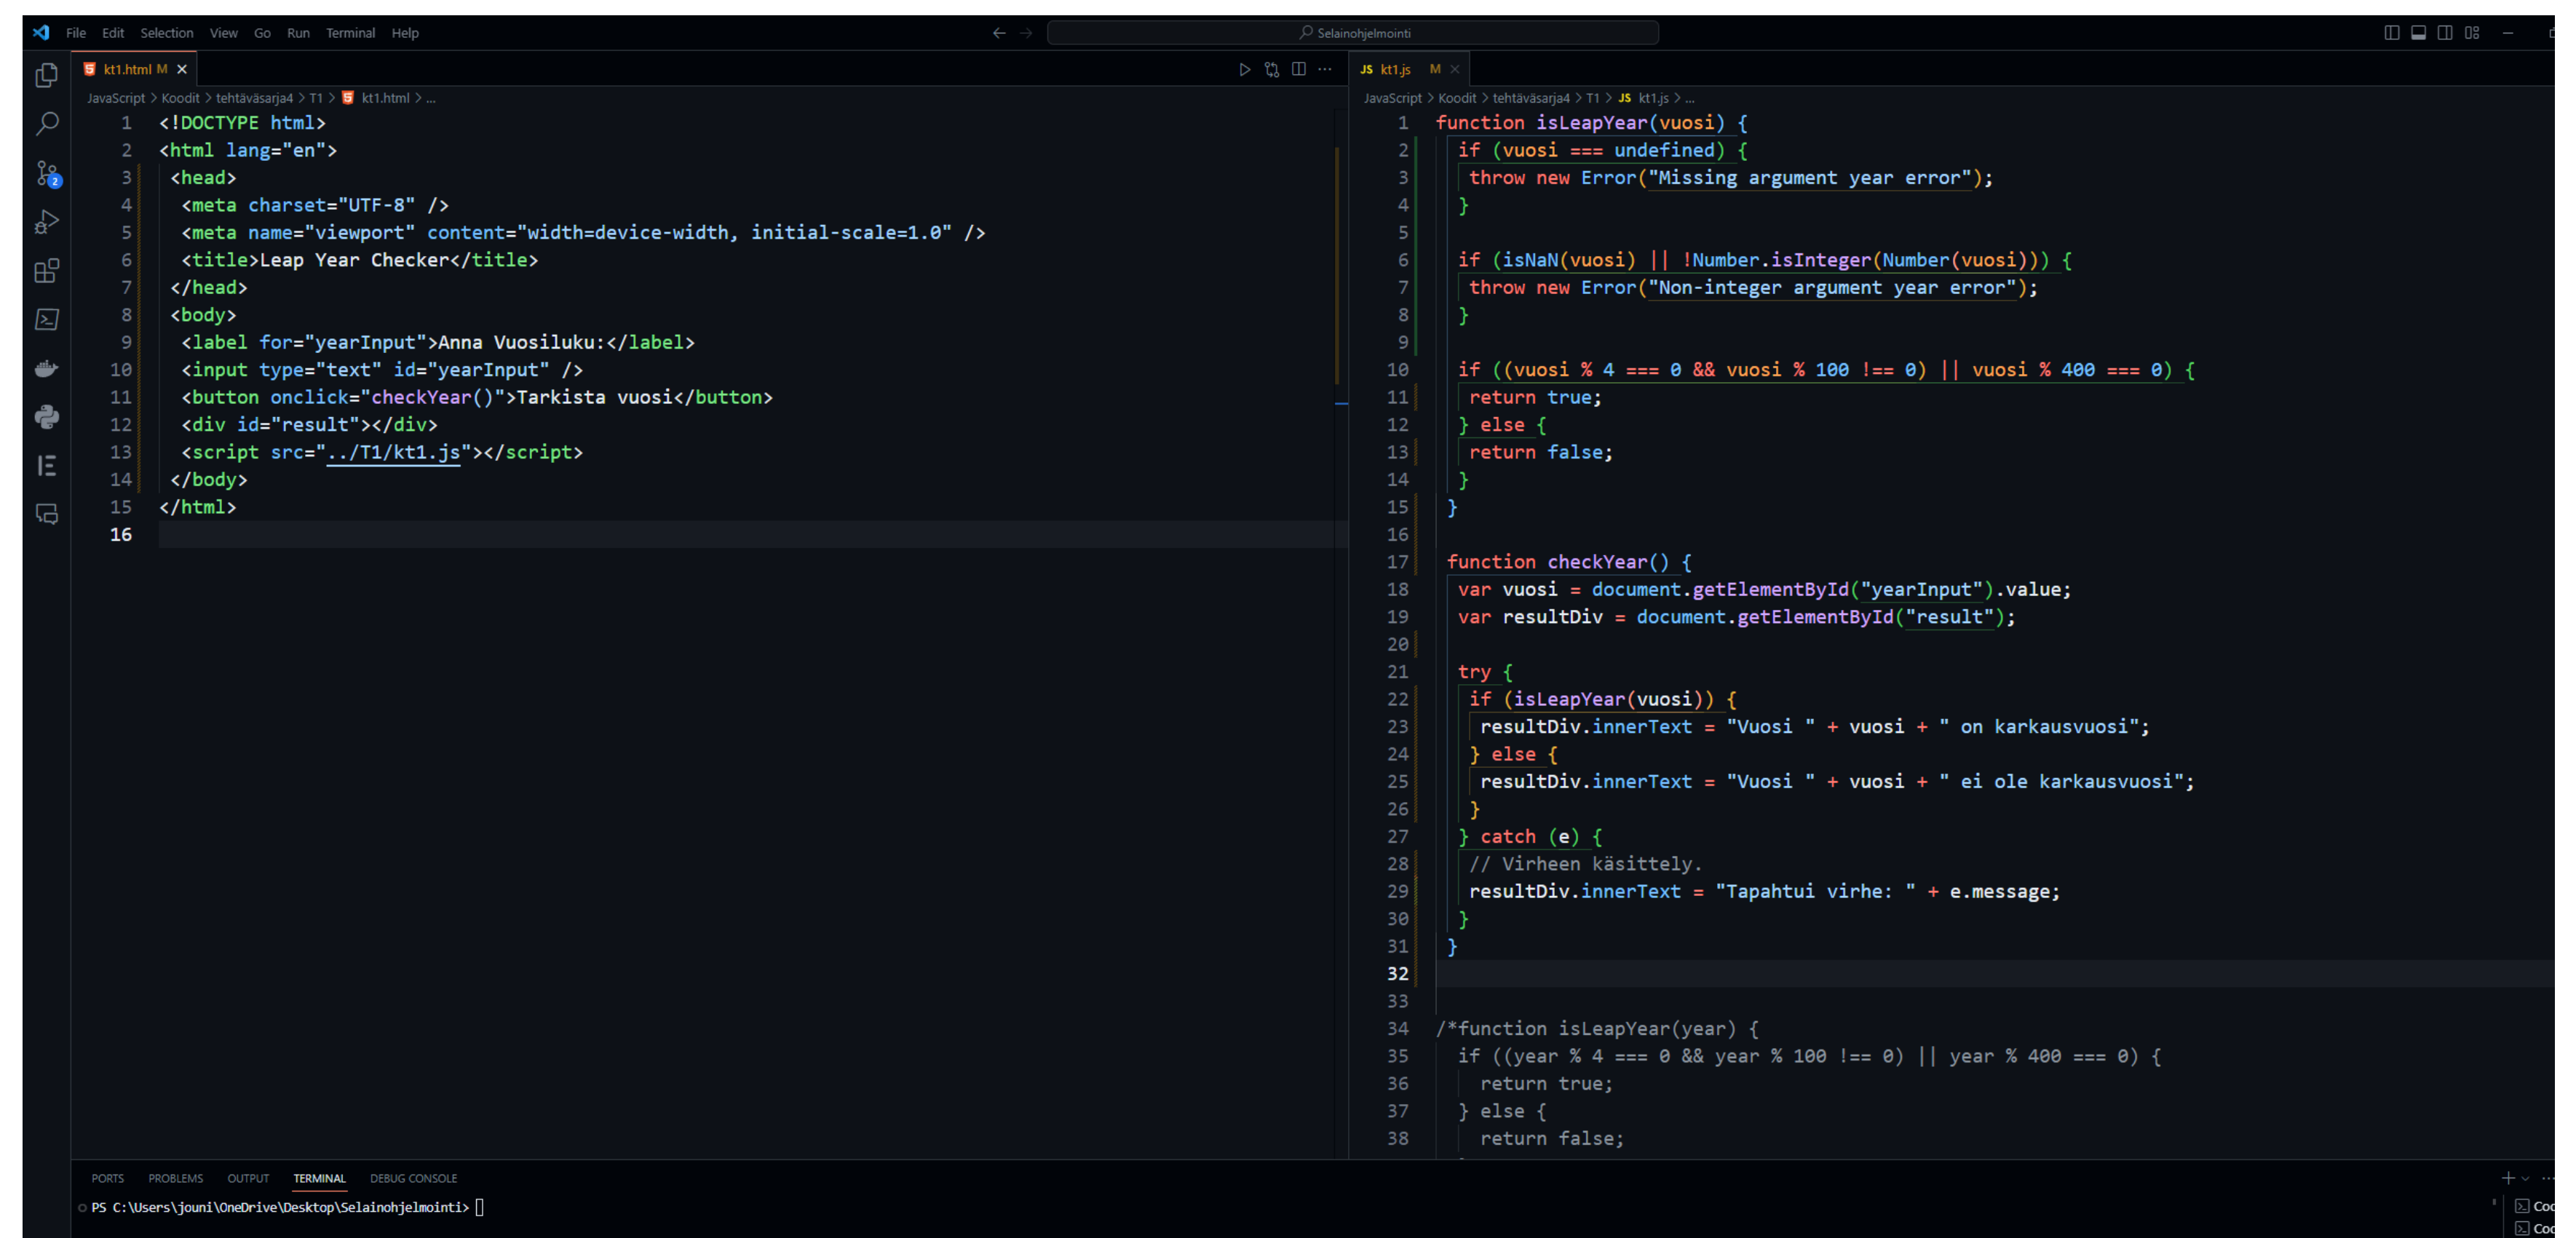 File Edit Selection View Go Run Terminal Help
Selainohjelmointi
kt1.html M
JavaScript > Koodit > tehtäväsarja4 > T1 > kt1.html > ...
1 <!DOCTYPE html>
2 <html lang="en">
3 <head>
4 <meta charset="UTF-8" />
5 <meta name="viewport" content="width=device-width, initial-scale=1.0" />
6 <title>Leap Year Checker</title>
7 </head>
8 <body>
9 <label for="yearInput">Anna Vuosiluku:</label>
10 <input type="text" id="yearInput" />
11 <button onclick="checkYear()">Tarkista vuosi</button>
12 <div id="result"></div>
13 <script src="../T1/kt1.js"></script>
14 </body>
15 </html>
16
2
JS kt1.js M
JavaScript > Koodit > tehtäväsarja4 > T1 > JS kt1.js > ...
1 function isLeapYear(vuosi) {
2 if (vuosi === undefined) {
3 throw new Error("Missing argument year error");
4 }
5
6 if (isNaN(vuosi) || !Number.isInteger(Number(vuosi))) {
7 throw new Error("Non-integer argument year error");
8 }
9
10 if ((vuosi % 4 === 0 && vuosi % 100 !== 0) || vuosi % 400 === 0) {
11 return true;
12 } else {
13 return false;
14 }
15 }
16
17 function checkYear() {
18 var vuosi = document.getElementById("yearInput").value;
19 var resultDiv = document.getElementById("result");
20
21 try {
22 if (isLeapYear(vuosi)) {
23 resultDiv.innerText = "Vuosi " + vuosi + " on karkausvuosi";
24 } else {
25 resultDiv.innerText = "Vuosi " + vuosi + " ei ole karkausvuosi";
26 }
27 } catch (e) {
28 // Virheen käsittely.
29 resultDiv.innerText = "Tapahtui virhe: " + e.message;
30 }
31 }
32
33
34 /*function isLeapYear(year) {
35 if ((year % 4 === 0 && year % 100 !== 0) || year % 400 === 0) {
36 return true;
37 } else {
38 return false;
PORTS PROBLEMS OUTPUT TERMINAL DEBUG CONSOLE
PS C:\Users\jouni\OneDrive\Desktop\Selainohjelmointi>